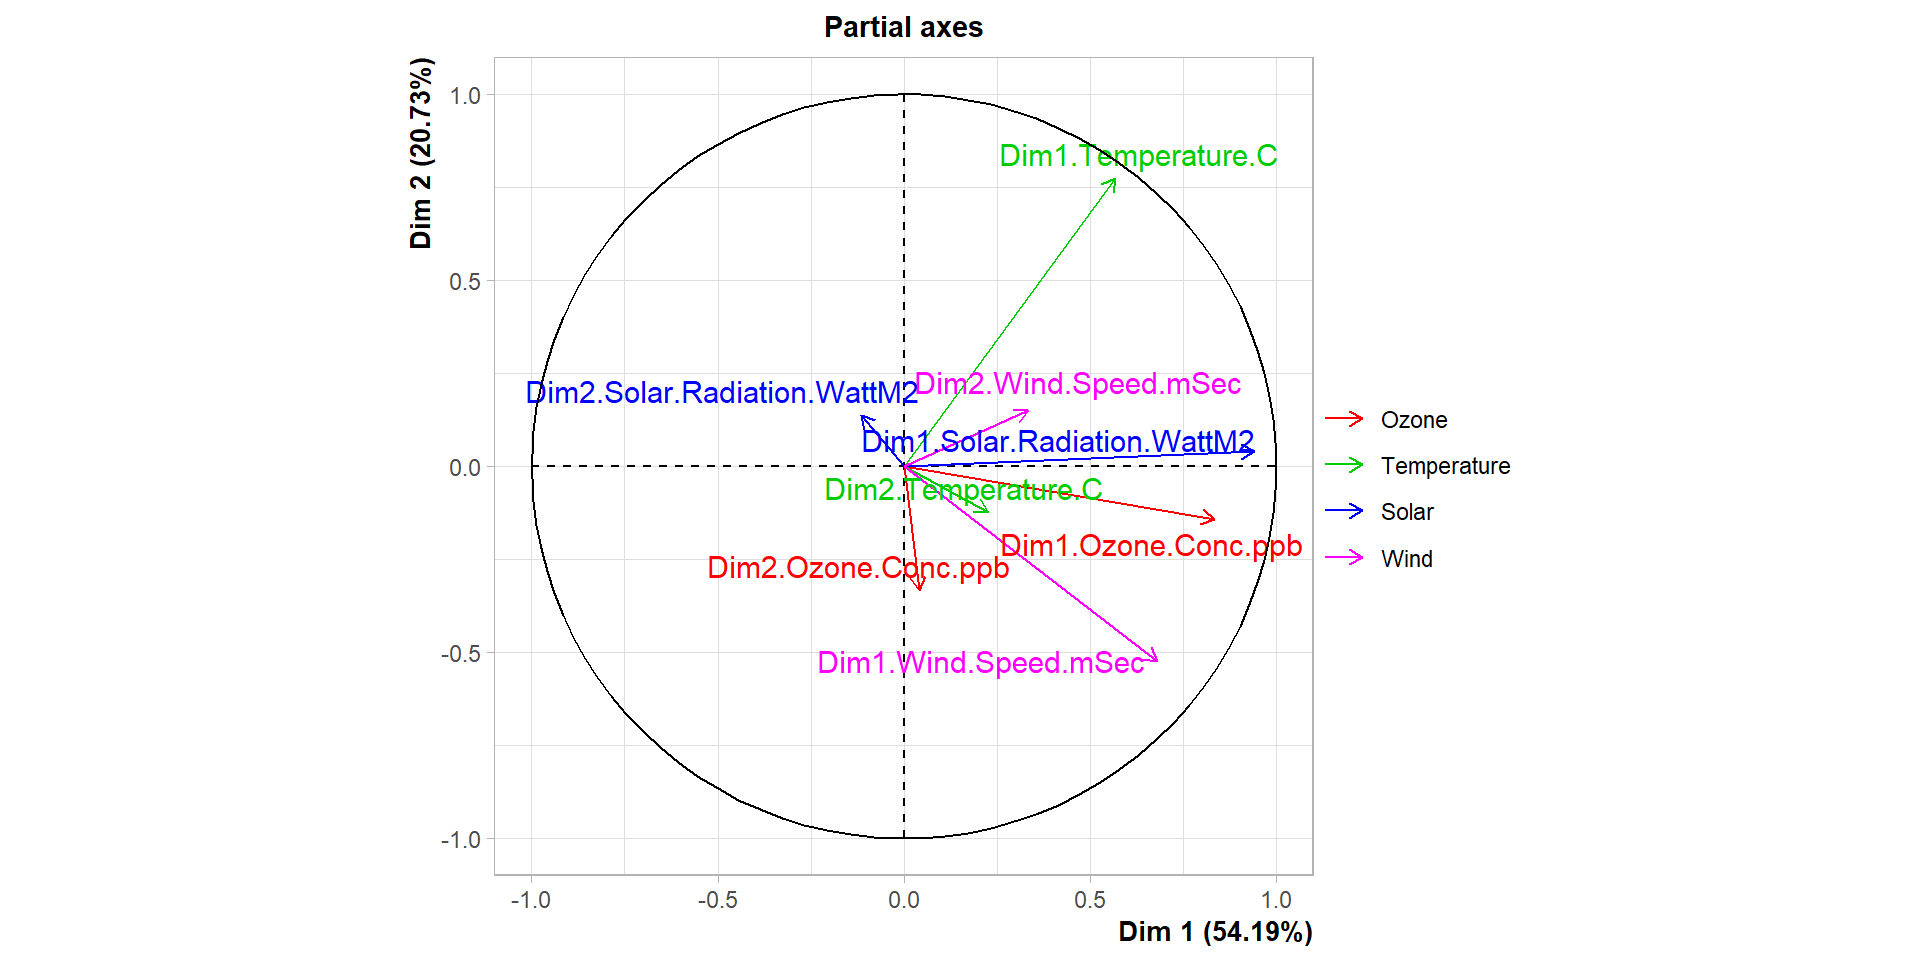 Partial axes
Dim 2 (20.73%)
1.0
0.5
0.0
-0.5
-1.0
Dim1.Temperature.C
Dim2.Wind.Speed.mSec
Dim2.Solar.Radiation.WattM2
Dim1.Solar.Radiation.WattM2
Dim2.Temperature.C
Dim1.Ozone.Conc.ppb
Dim2.Ozone.Conc.ppb
Dim1.Wind.Speed.mSec
Ozone
Temperature
Solar
Wind
-1.0
-0.5
0.0
0.5
1.0
Dim 1 (54.19%)